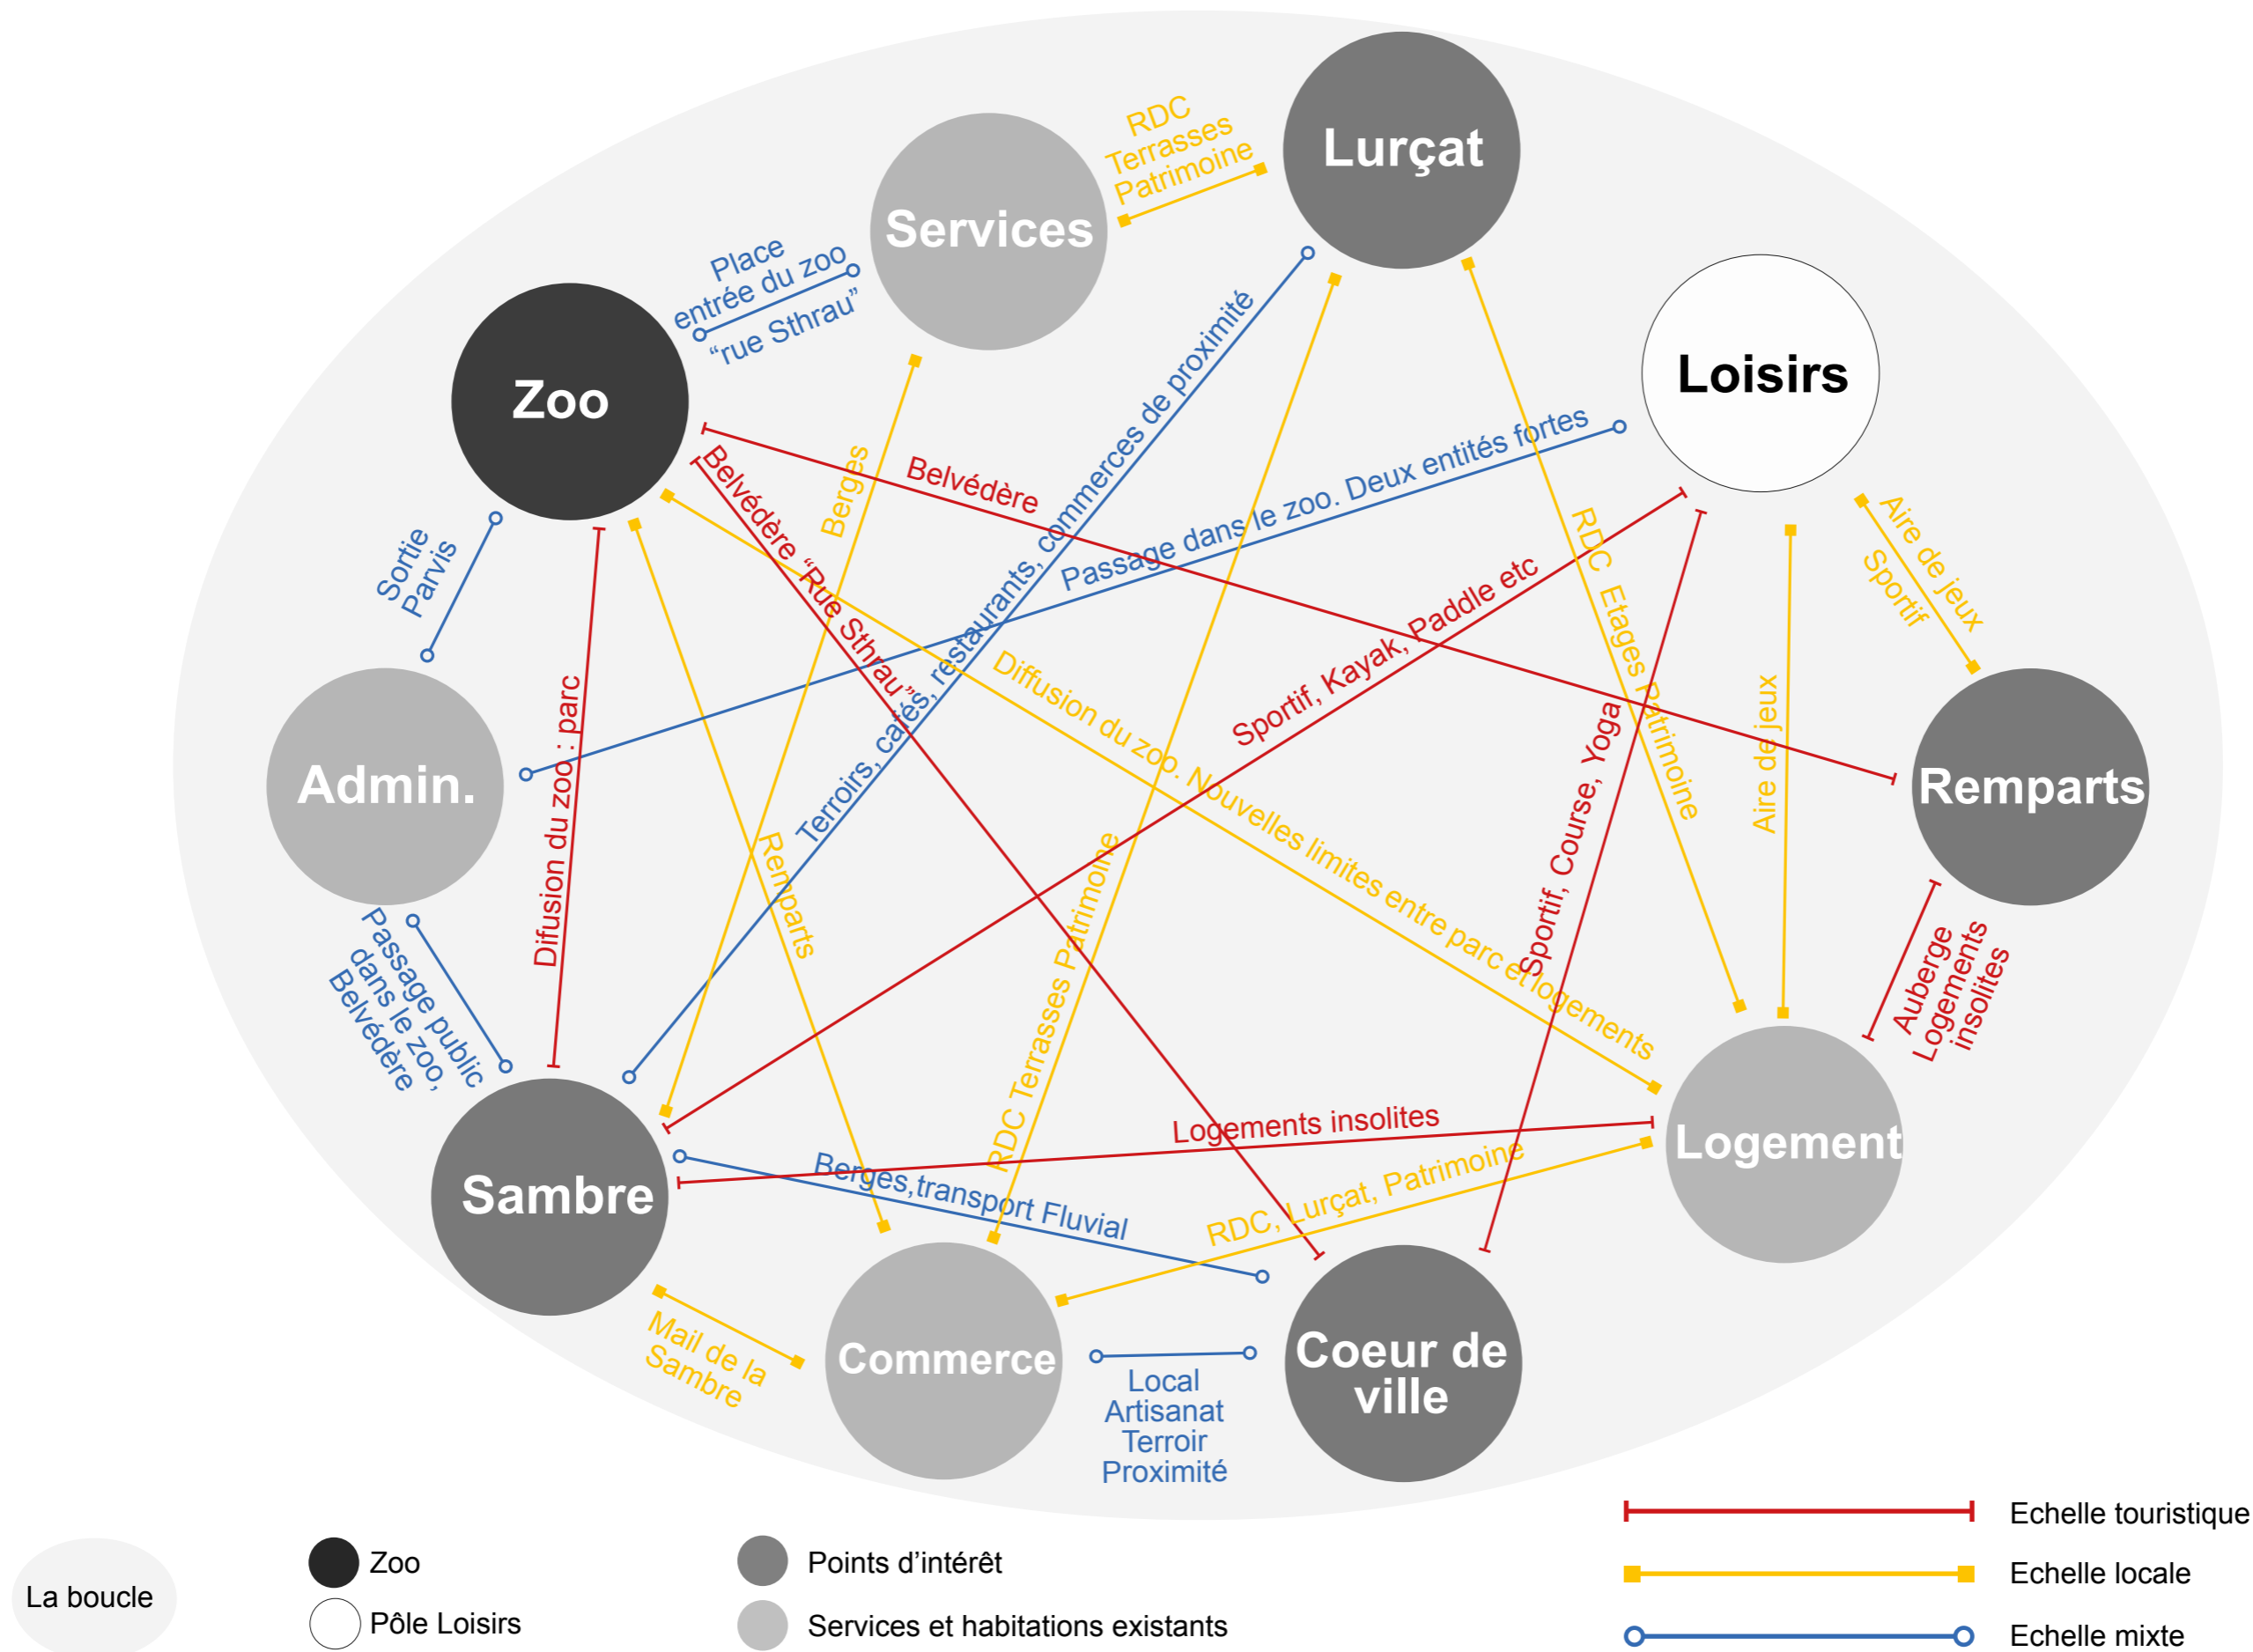 Lurçat
RDC
Terrasses
Patrimoine
Services
Place
entrée du zoo
“rue Sthrau”
Loisirs
Zoo
Belvédère
Berges
Belvédère “Rue Sthrau”
Terroirs, cafés, restaurants, commerces de proximité
Passage dans le zoo. Deux entités fortes
Aire de jeux
Sportif
Sortie
Parvis
RDC Etages Patrimoine
Sportif, Kayak, Paddle etc
Diffusion du zoo. Nouvelles limites entre parc et logements
Aire de jeux
Sportif, Course, Yoga
Difusion du zoo : parc
Admin.
Remparts
Remparts
RDC Terrasses Patrimoine
Passage public
dans le zoo,
Belvédère
Auberge
Logements
insolites
Logements insolites
Logement
Berges,transport Fluvial
RDC, Lurçat, Patrimoine
Sambre
Mail de la
Sambre
Commerce
Coeur de
ville
Local
Artisanat
Terroir
Proximité
La boucle
Zoo
Pôle Loisirs
Points d’intérêt
Services et habitations existants
Echelle touristique
Echelle locale
Echelle mixte